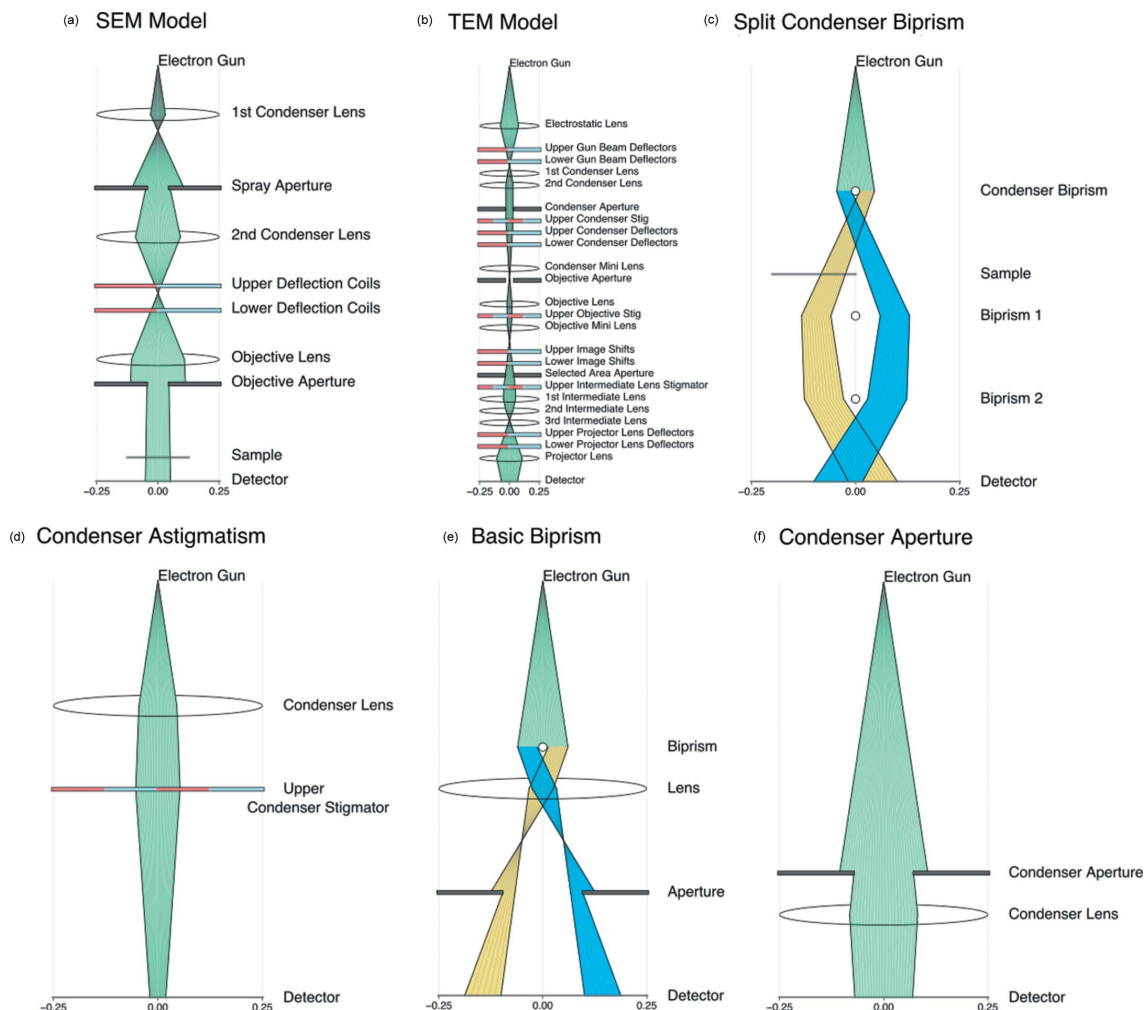 (a) SEM Model
Electron Gun
1st Condenser Lens
Spray Aperture
2nd Condenser Lens
Upper Deflection Coils
Lower Deflection Coils
Objective Lens
Objective Aperture
Sample
Detector
−0.25 0.00 0.25
(b) TEM Model
Electron Gun
Electrostatic Lens
Upper Gun Beam Deflectors
Lower Gun Beam Deflectors
1st Condenser Lens
2nd Condenser Lens
Condenser Aperture
Upper Condenser Stig
Upper Condenser Deflectors
Lower Condenser Deflectors
Condenser Mini Lens
Objective Aperture
Objective Lens
Upper Objective Stig
Objective Mini Lens
Upper Image Shifts
Lower Image Shifts
Selected Area Aperture
Upper Intermediate Lens Stigmator
1st Intermediate Lens
2nd Intermediate Lens
3rd Intermediate Lens
Upper Projector Lens Deflectors
Lower Projector Lens Deflectors
Projector Lens
Detector
−0.25 0.00 0.25
(c) Split Condenser Biprism
Electron Gun
Condenser Biprism
Sample
Biprism 1
Biprism 2
Detector
−0.25 0.00 0.25
(d) Condenser Astigmatism
Electron Gun
Condenser Lens
Upper
Condenser Stigmator
Detector
−0.25 0.00 0.25
(e) Basic Biprism
Electron Gun
Biprism
Lens
Aperture
Detector
−0.25 0.00 0.25
(f) Condenser Aperture
Electron Gun
Condenser Aperture
Condenser Lens
Detector
−0.25 0.00 0.25